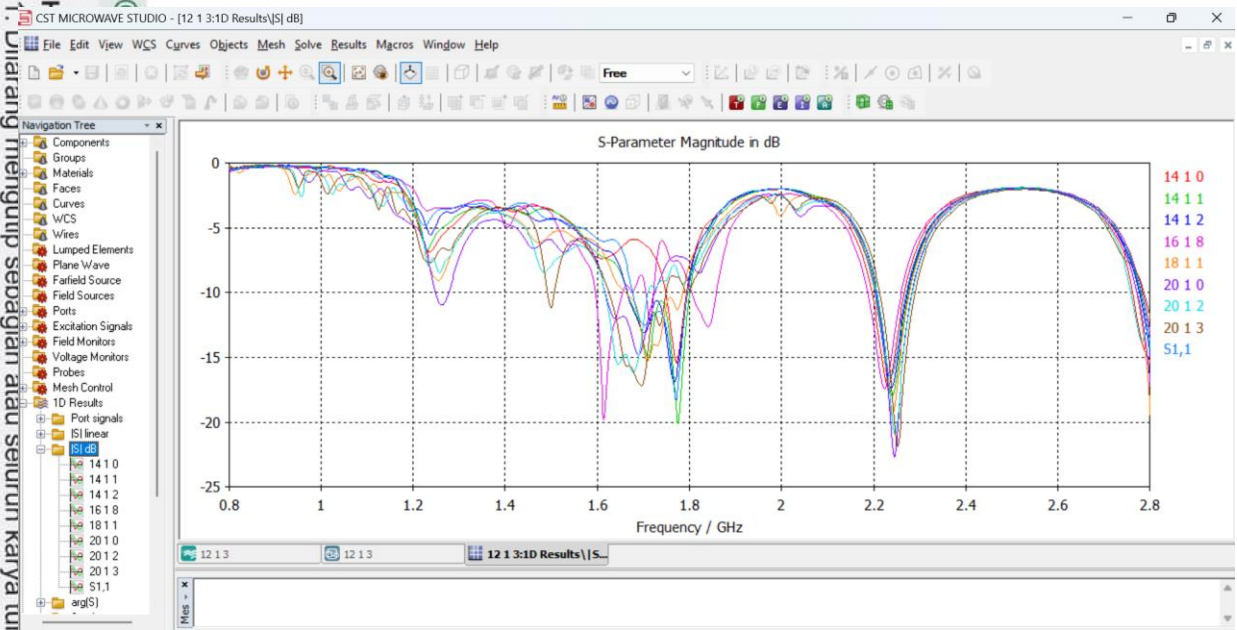 1. Dilarang mengutip sebagian atau seluruh karya tul
CST MICROWAVE STUDIO - [12 1 3:1D Results\|S| dB]
File Edit View WCS Curves Objects Mesh Solve Results Macros Window Help
Free
Navigation Tree
Components
Groups
Materials
Faces
Curves
WCS
Wires
Lumped Elements
Plane Wave
Farfield Source
Field Sources
Ports
Excitation Signals
Field Monitors
Voltage Monitors
Probes
Mesh Control
1D Results
Port signals
|S| linear
|S| dB
14 1 0
14 1 1
14 1 2
16 1 8
18 1 1
20 1 0
20 1 2
20 1 3
S1,1
arg(S)
S-Parameter Magnitude in dB
0
-5
-10
-15
-20
-25
0.8 1 1.2 1.4 1.6 1.8 2 2.2 2.4 2.6 2.8
Frequency / GHz
14 1 0
14 1 1
14 1 2
16 1 8
18 1 1
20 1 0
20 1 2
20 1 3
S1,1
12 1 3
12 1 3
12 1 3:1D Results\|S...
Mes